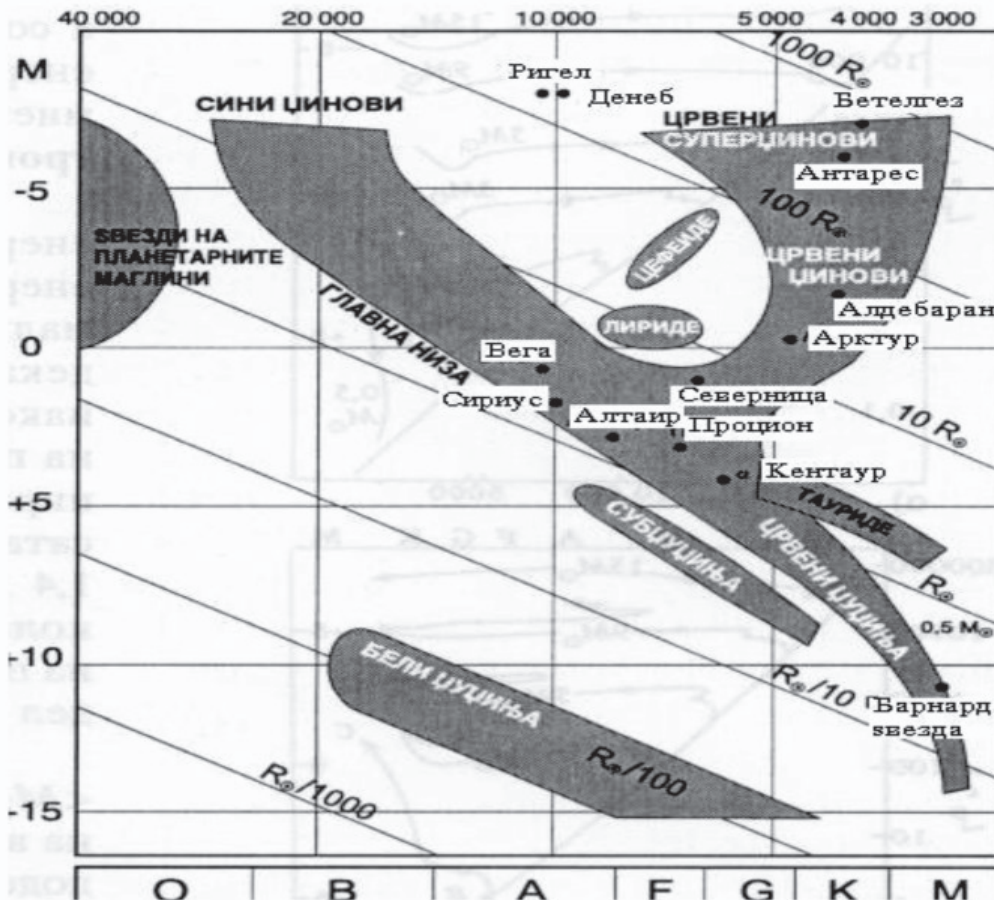 40 000
20 000
10 000
5 000
4 000
3 000
М
1000 R⊙
Ригел
Денеб
Бетелгез
СИНИ ЏИНОВИ
ЦРВЕНИ
СУПЕРЏИНОВИ
Антарес
-5
100 R⊙
ЅВЕЗДИ НА
ПЛАНЕТАРНИТЕ
МАГЛИНИ
ЦЕФЕИДЕ
ЦРВЕНИ
ЏИНОВИ
ГЛАВНА НИЗА
ЛИРИДЕ
Алдебаран
Арктур
0
Вега
Северница
Сириус
Алтаир
Процион
10 R⊙
α Кентаур
+5
ТАУРИДЕ
СУБЏУЏИЊА
ЦРВЕНИ ЏУЏИЊА
R⊙
0.5 M⊙
-10
БЕЛИ ЏУЏИЊА
R⊙/10
Барнард
ѕвезда
R⊙/100
R⊙/1000
-15
O
B
A
F
G
K
M